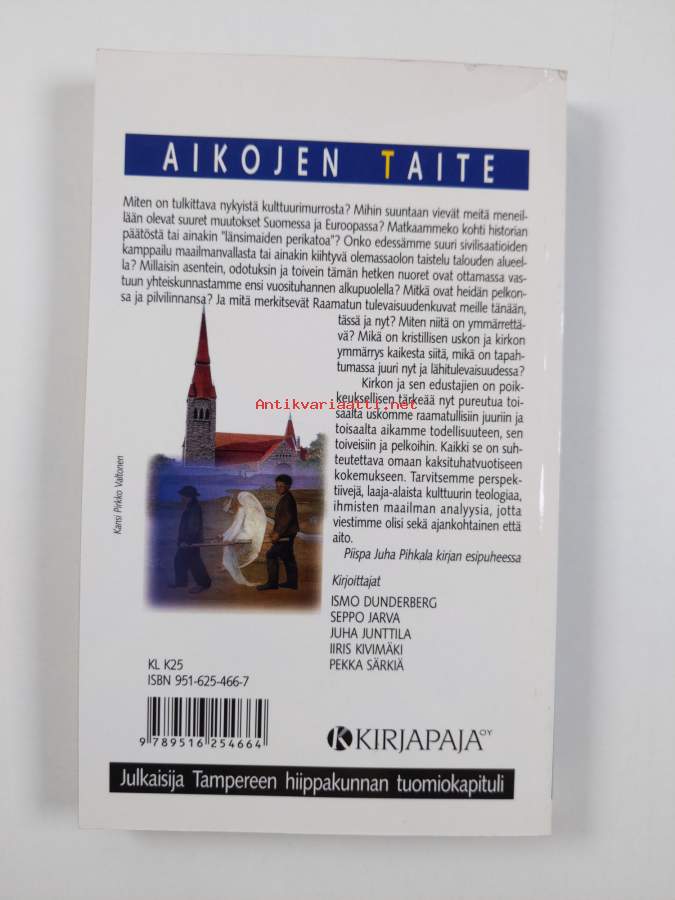 AIKOJEN TAITE
Miten on tulkittava nykyistä kulttuurimurrosta? Mihin suuntaan vievät meitä meneil-
lään olevat suuret muutokset Suomessa ja Euroopassa? Matkaammeko kohti historian
päätöstä tai ainakin "länsimaiden perikatoa"? Onko edessämme suuri sivilisaatioiden
kamppailu maailmanvallasta tai ainakin kiihtyvä olemassaolon taistelu talouden alueel-
la? Millaisin asentein, odotuksin ja toivein tämän hetken nuoret ovat ottamassa vas-
tuun yhteiskunnastamme ensi vuosituhannen alkupuolella? Mitkä ovat heidän pelkon-
sa ja pilvilinnansa? Ja mitä merkitsevät Raamatun tulevaisuudenkuvat meille tänään,
tässä ja nyt? Miten niitä on ymmärrettä-
vä? Mikä on kristillisen uskon ja kirkon
ymmärrys kaikesta siitä, mikä on tapah-
tumassa juuri nyt ja lähitulevaisuudessa?
Kirkon ja sen edustajien on poik-
keuksellisen tärkeää nyt pureutua toi-
saalta uskomme raamatullisiin juuriin ja
toisaalta aikamme todellisuuteen, sen
toiveisiin ja pelkoihin. Kaikki se on suh-
teutettava omaan kaksituhatvuotiseen
kokemukseen. Tarvitsemme perspek-
tiivejä, laaja-alaista kulttuurin teologiaa,
ihmisten maailman analyysia, jotta
viestimme olisi sekä ajankohtainen että
aito.
Piispa Juha Pihkala kirjan esipuheessa
Antikvariaatti.net
Kansi Pirkko Valtonen
Kirjoittajat
ISMO DUNDERBERG
SEPPO JARVA
JUHA JUNTTILA
IIRIS KIVIMÄKI
PEKKA SÄRKIÄ
KL K25
ISBN 951-625-466-7
9 789516 254664
KIRJAPAJA OY
Julkaisija Tampereen hiippakunnan tuomiokapituli